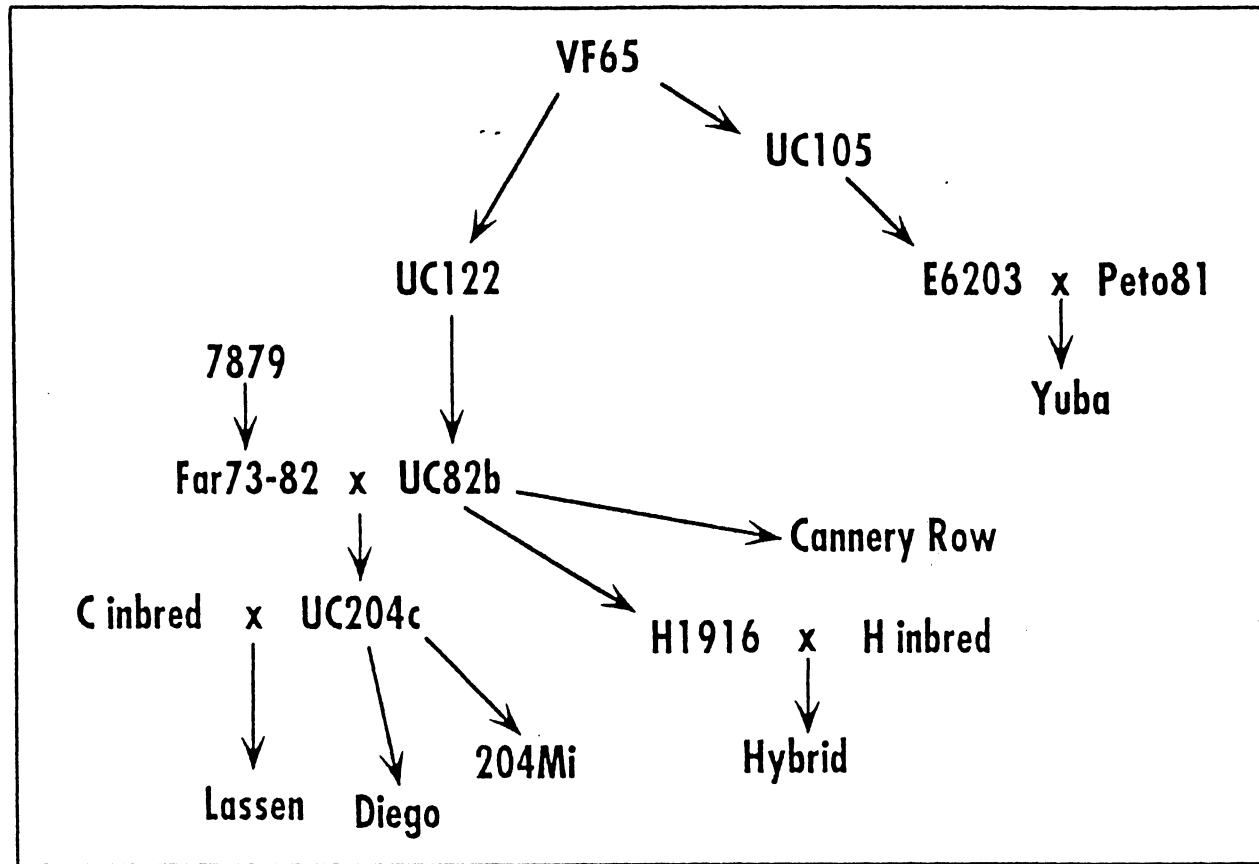 VF65
UC105
UC122
E6203 x Peto81
7879
Yuba
Far73-82 x UC82b
Cannery Row
C inbred x UC204c
H1916 x H inbred
204Mi
Hybrid
Lassen
Diego